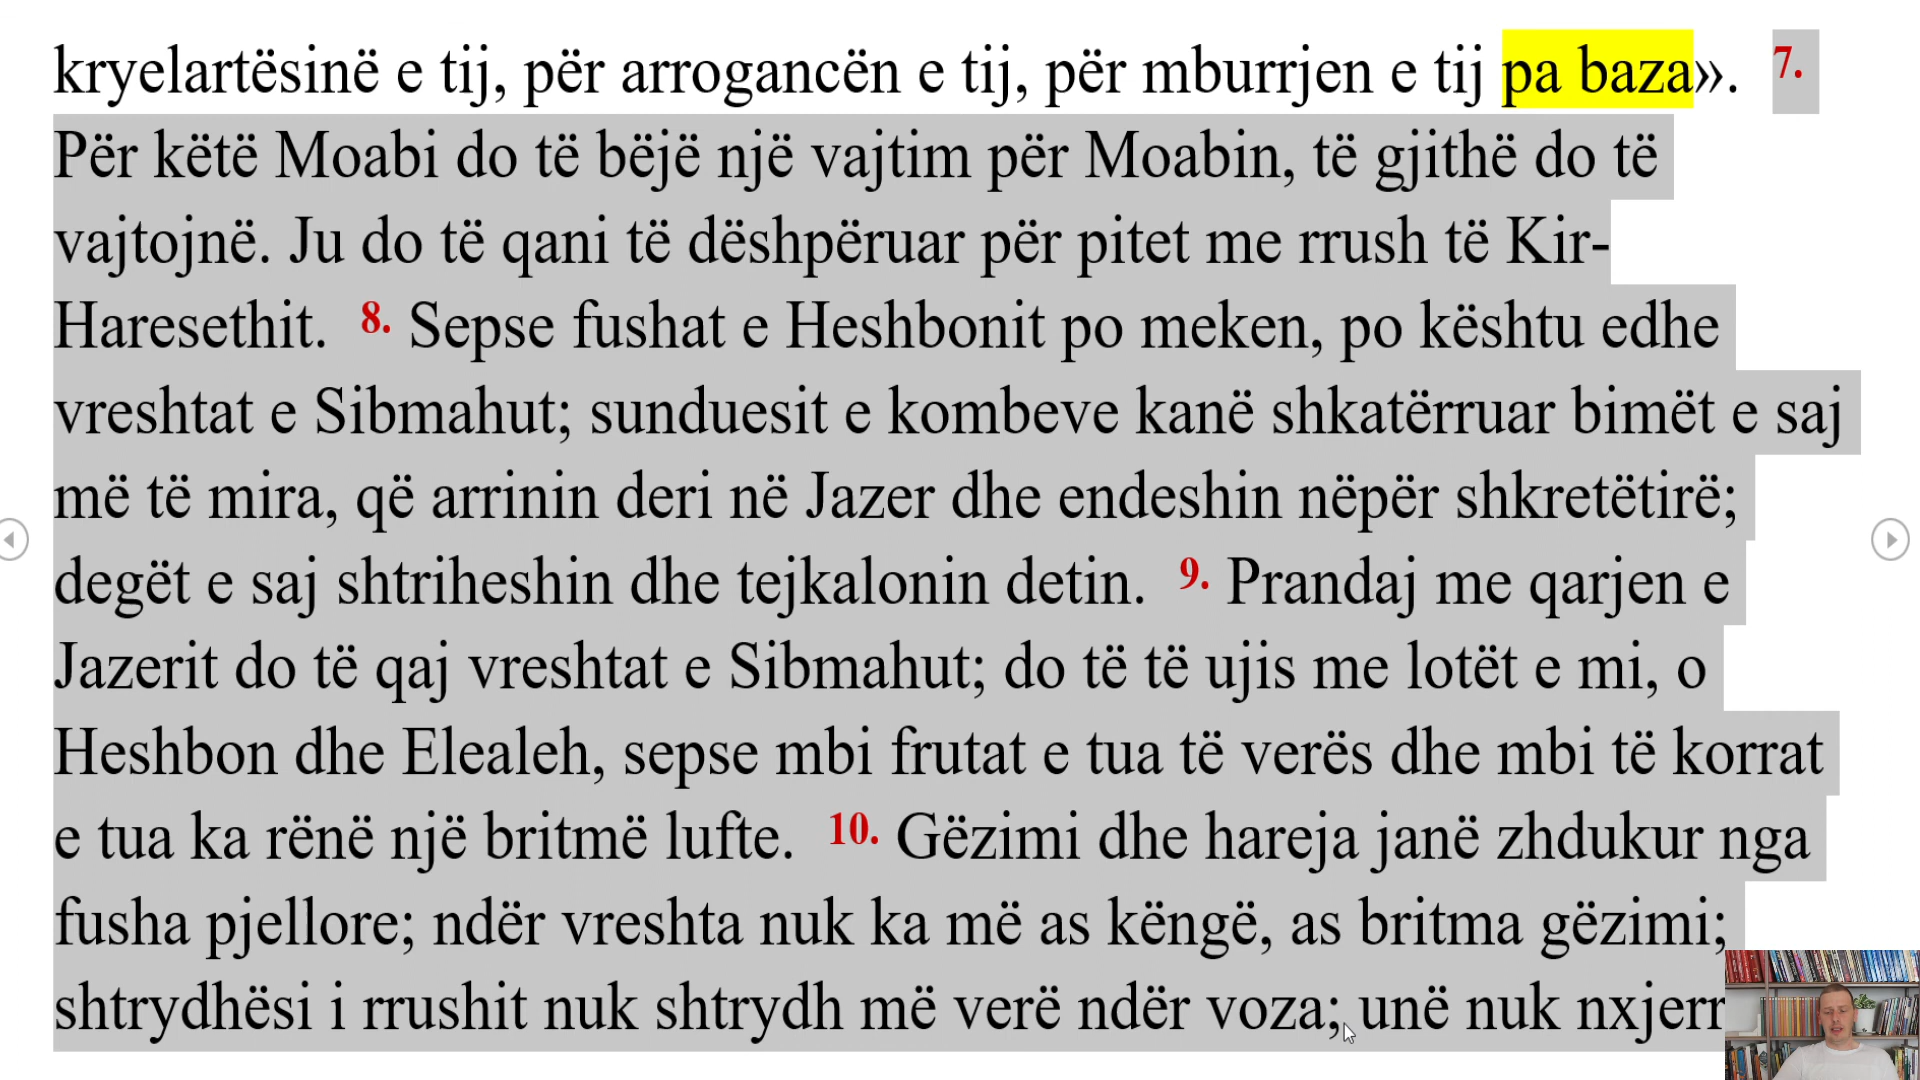 kryelartësinë e tij, për arrogancën e tij, për mburrjen e tij pa baza». 7.
Për këtë Moabi do të bëjë një vajtim për Moabin, të gjithë do të
vajtojnë. Ju do të qani të dëshpëruar për pitet me rrush të Kir-
Haresethit. 8. Sepse fushat e Heshbonit po meken, po kështu edhe
vreshtat e Sibmahut; sunduesit e kombeve kanë shkatërruar bimët e saj
më të mira, që arrinin deri në Jazer dhe endeshin nëpër shkretëtirë;
degët e saj shtriheshin dhe tejkalonin detin. 9. Prandaj me qarjen e
Jazerit do të qaj vreshtat e Sibmahut; do të të ujis me lotët e mi, o
Heshbon dhe Elealeh, sepse mbi frutat e tua të verës dhe mbi të korrat
e tua ka rënë një britmë lufte. 10. Gëzimi dhe hareja janë zhdukur nga
fusha pjellore; ndër vreshta nuk ka më as këngë, as britma gëzimi;
shtrydhësi i rrushit nuk shtrydh më verë ndër voza; unë nuk nxjerr